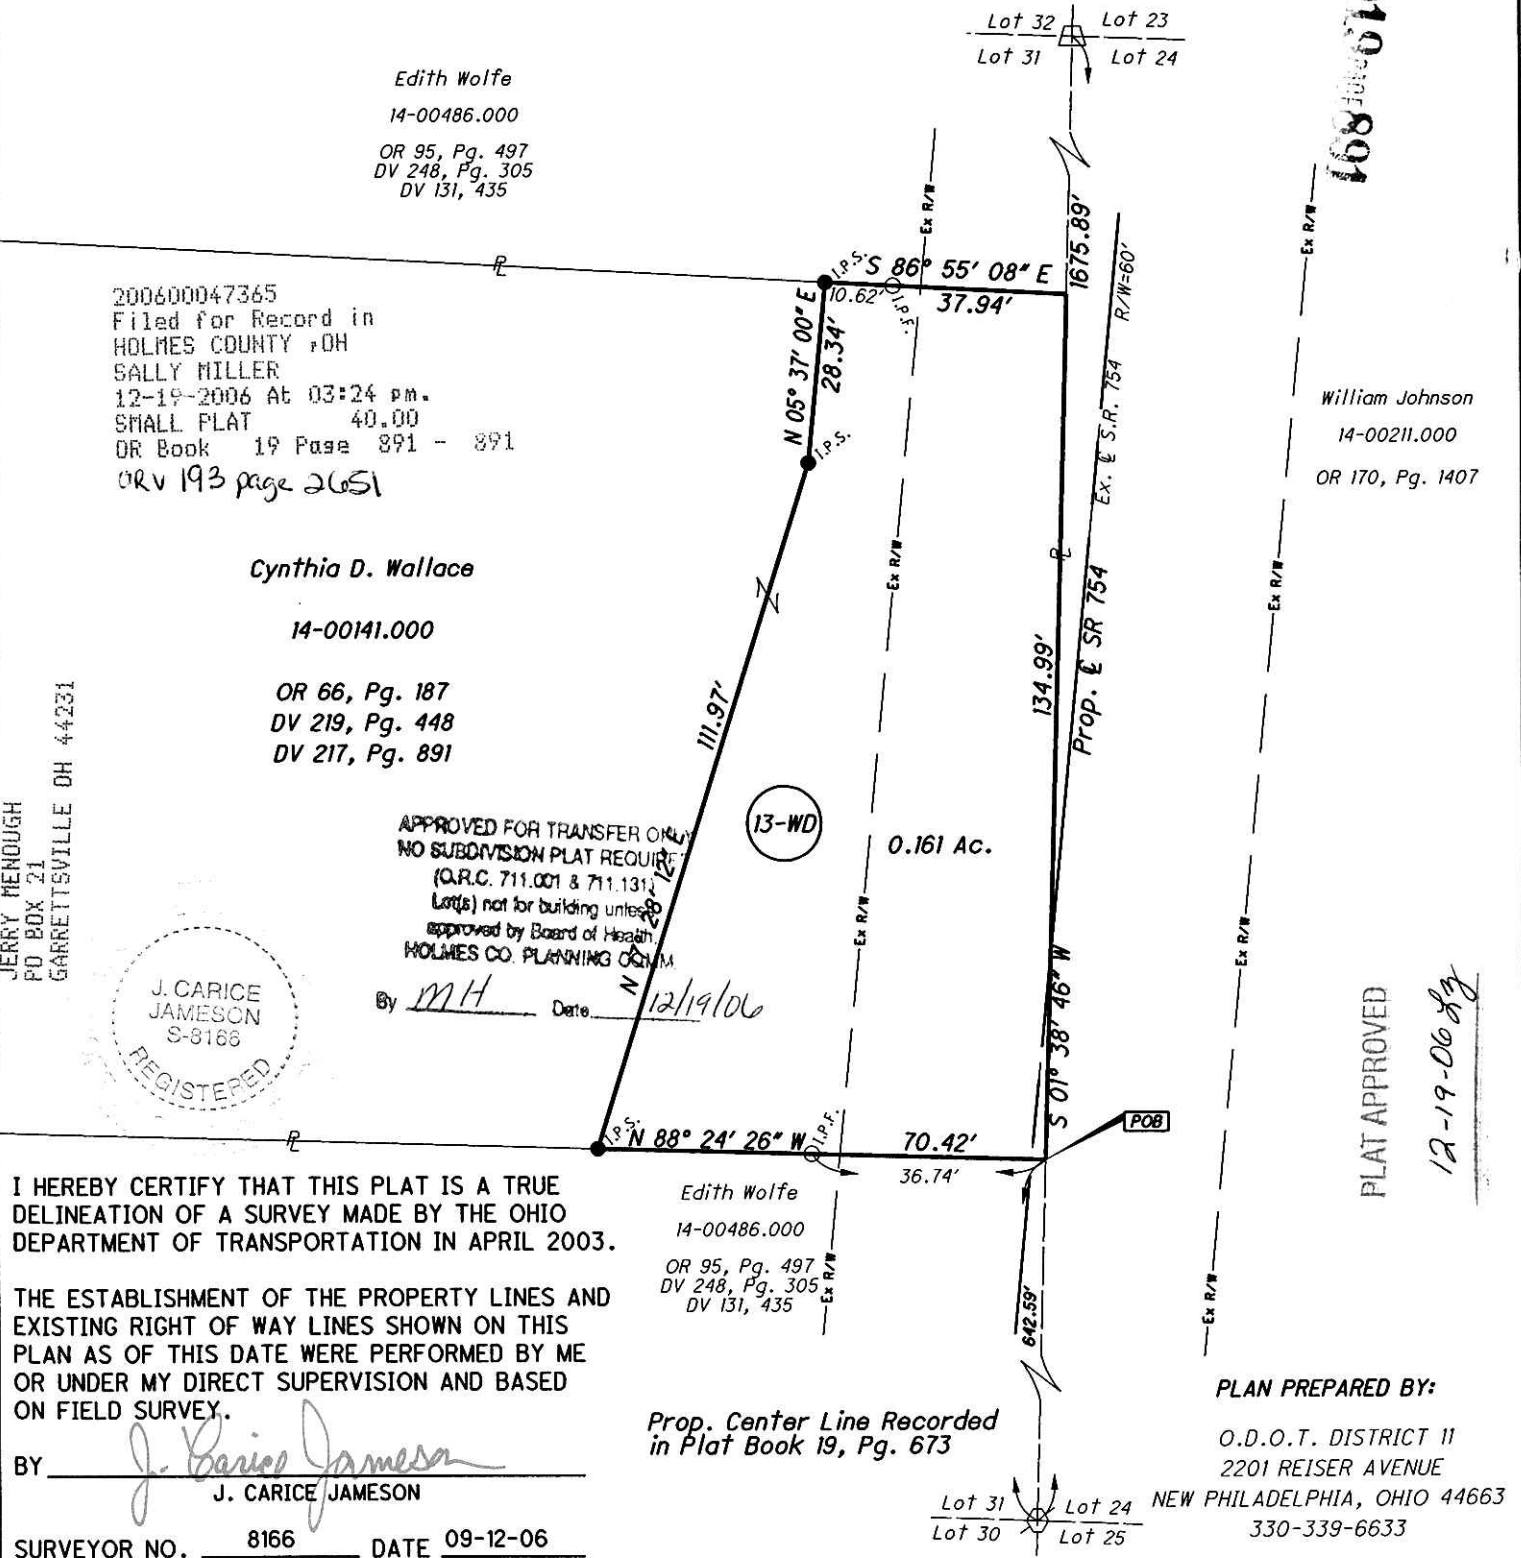 Lot 32 Lot 23
Lot 31 Lot 24
Edith Wolfe
14-00486.000
OR 95, Pg. 497
DV 248, Pg. 305
DV 131, 435
Ex R/W
Ex R/W
1675.89'
R/W=60'
I.P.S.
S 86° 55' 08" E
10.62'
I.P.F.
37.94'
N 05° 37' 00" E
28.34'
I.P.S.
200600047365
Filed for Record in
HOLMES COUNTY ,OH
SALLY MILLER
12-19-2006 At 03:24 pm.
SMALL PLAT 40.00
OR Book 19 Page 891 - 891
ORV 193 page 2651
Ex. ℄ S.R. 754
William Johnson
14-00211.000
OR 170, Pg. 1407
Cynthia D. Wallace
14-00141.000
OR 66, Pg. 187
DV 219, Pg. 448
DV 217, Pg. 891
Ex R/W
Ex R/W
134.99'
Prop. ℄ SR 754
111.97'
JERRY MENOUGH
PO BOX 21
GARRETTSVILLE OH 44231
13-WD
0.161 Ac.
APPROVED FOR TRANSFER ONLY
NO SUBDIVISION PLAT REQUIRE
(O.R.C. 711.001 & 711.131)
Lot(s) not for building unless
approved by Board of Health.
HOLMES CO. PLANNING COMM.
By MH Date 12/19/06
28' 12" E
Ex R/W
Ex R/W
J. CARICE
JAMESON
S-8166
REGISTERED
S 01° 38' 46" W
POB
PLAT APPROVED
12-19-06
I.P.S.
N 88° 24' 26" W
I.P.F.
70.42'
36.74'
I HEREBY CERTIFY THAT THIS PLAT IS A TRUE
DELINEATION OF A SURVEY MADE BY THE OHIO
DEPARTMENT OF TRANSPORTATION IN APRIL 2003.
Edith Wolfe
14-00486.000
OR 95, Pg. 497
DV 248, Pg. 305
DV 131, 435
Ex R/W
642.59'
Ex R/W
THE ESTABLISHMENT OF THE PROPERTY LINES AND
EXISTING RIGHT OF WAY LINES SHOWN ON THIS
PLAN AS OF THIS DATE WERE PERFORMED BY ME
OR UNDER MY DIRECT SUPERVISION AND BASED
ON FIELD SURVEY.
BY J. Carice Jameson
J. CARICE JAMESON
SURVEYOR NO. 8166 DATE 09-12-06
Prop. Center Line Recorded
in Plat Book 19, Pg. 673
PLAN PREPARED BY:
O.D.O.T. DISTRICT 11
2201 REISER AVENUE
NEW PHILADELPHIA, OHIO 44663
330-339-6633
Lot 31 Lot 24
Lot 30 Lot 25